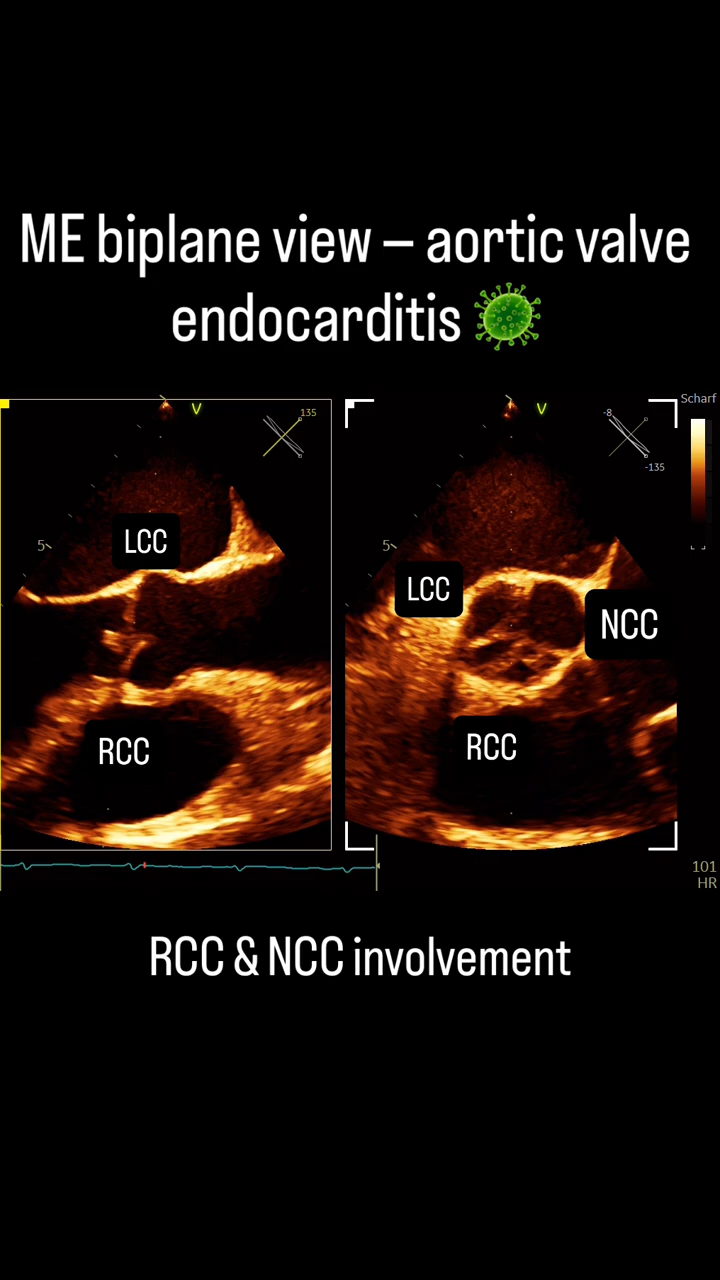 ME biplane view – aortic valve
endocarditis 🦠
Scharf
V
135
V
-8
-135
5
LCC
5
LCC
NCC
RCC
RCC
101
HR
RCC & NCC involvement